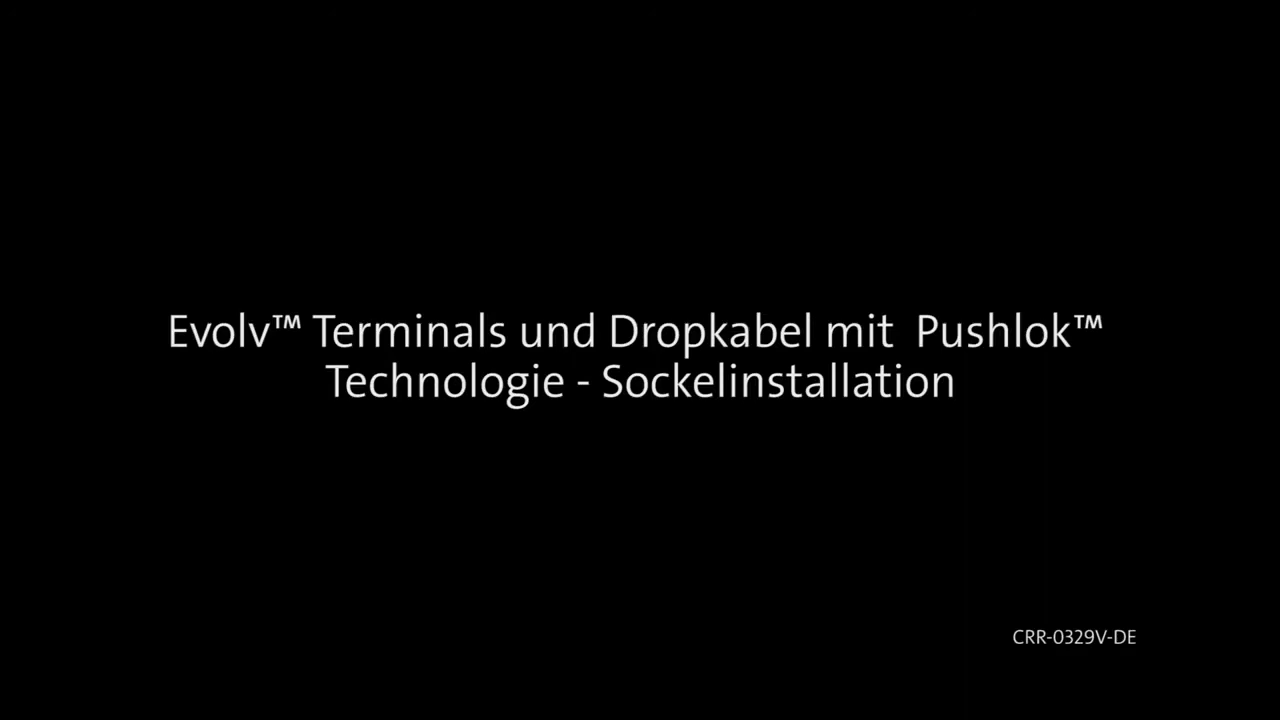 Evolv™ Terminals und Dropkabel mit Pushlok™
Technologie - Sockelinstallation
CRR-0329V-DE